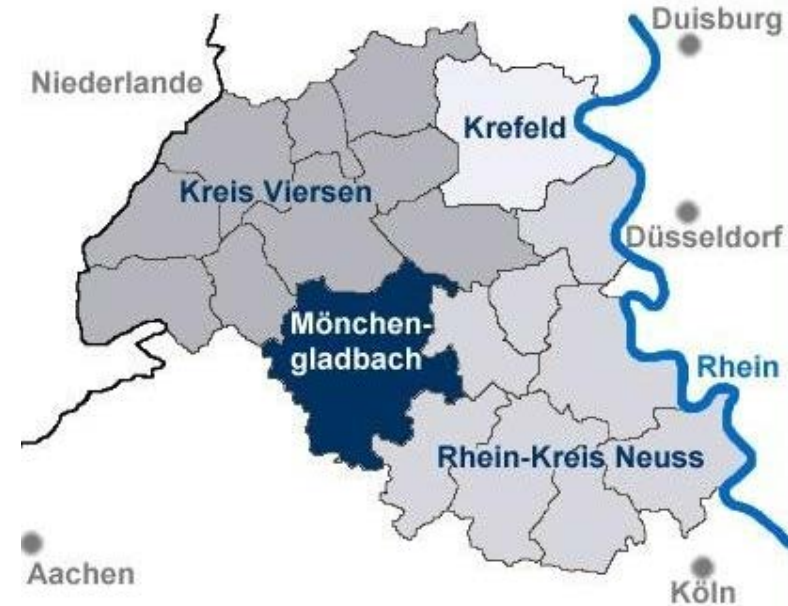 Duisburg
Niederlande
Krefeld
Kreis Viersen
Düsseldorf
Mönchen-
gladbach
Rhein
Rhein-Kreis Neuss
Aachen
Köln